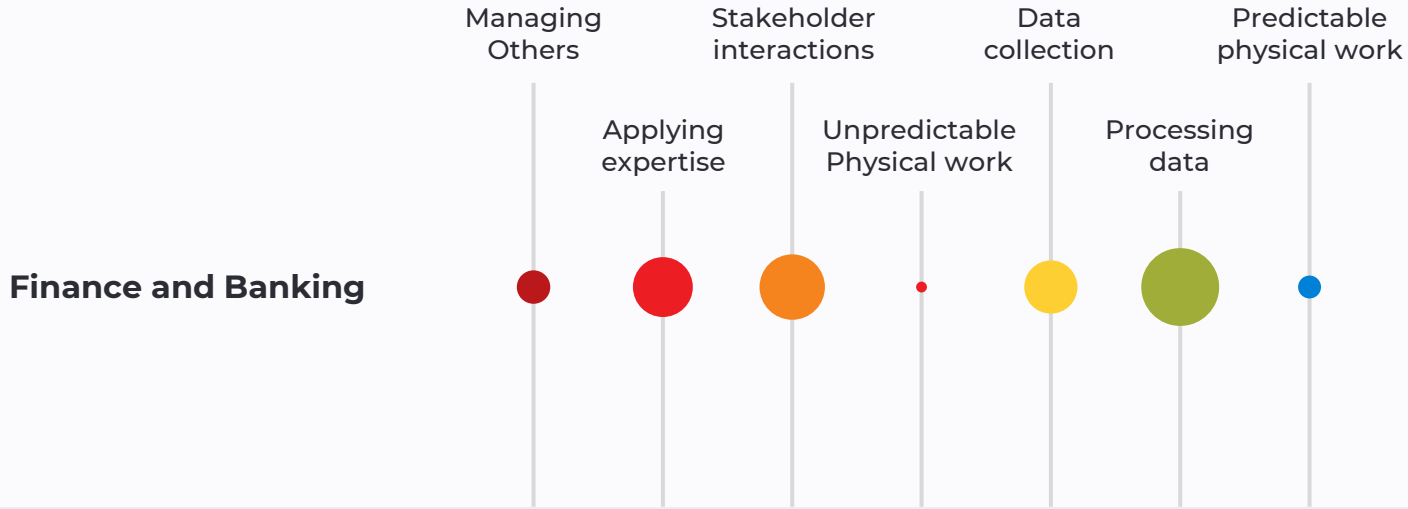 Managing
Others
Stakeholder
interactions
Data
collection
Predictable
physical work
Applying
expertise
Unpredictable
Physical work
Processing
data
Finance and Banking